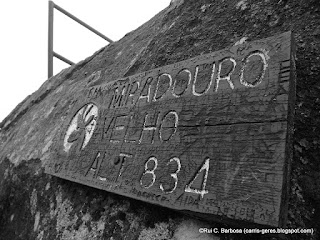 "MIRADOURO"
VELHO
ALT 834
©Rui C. Barbosa (carris-geres.blogspot.com)